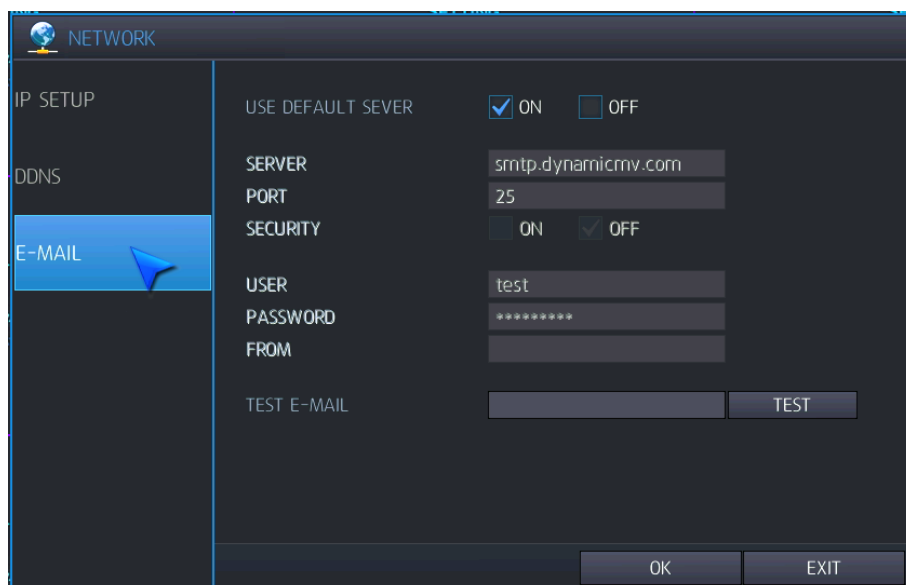 NETWORK
IP SETUP
DDNS
E-MAIL
USE DEFAULT SEVER ON OFF
SERVER smtp.dynamicmv.com
PORT 25
SECURITY ON OFF
USER test
PASSWORD *********
FROM
TEST E-MAIL TEST
OK EXIT